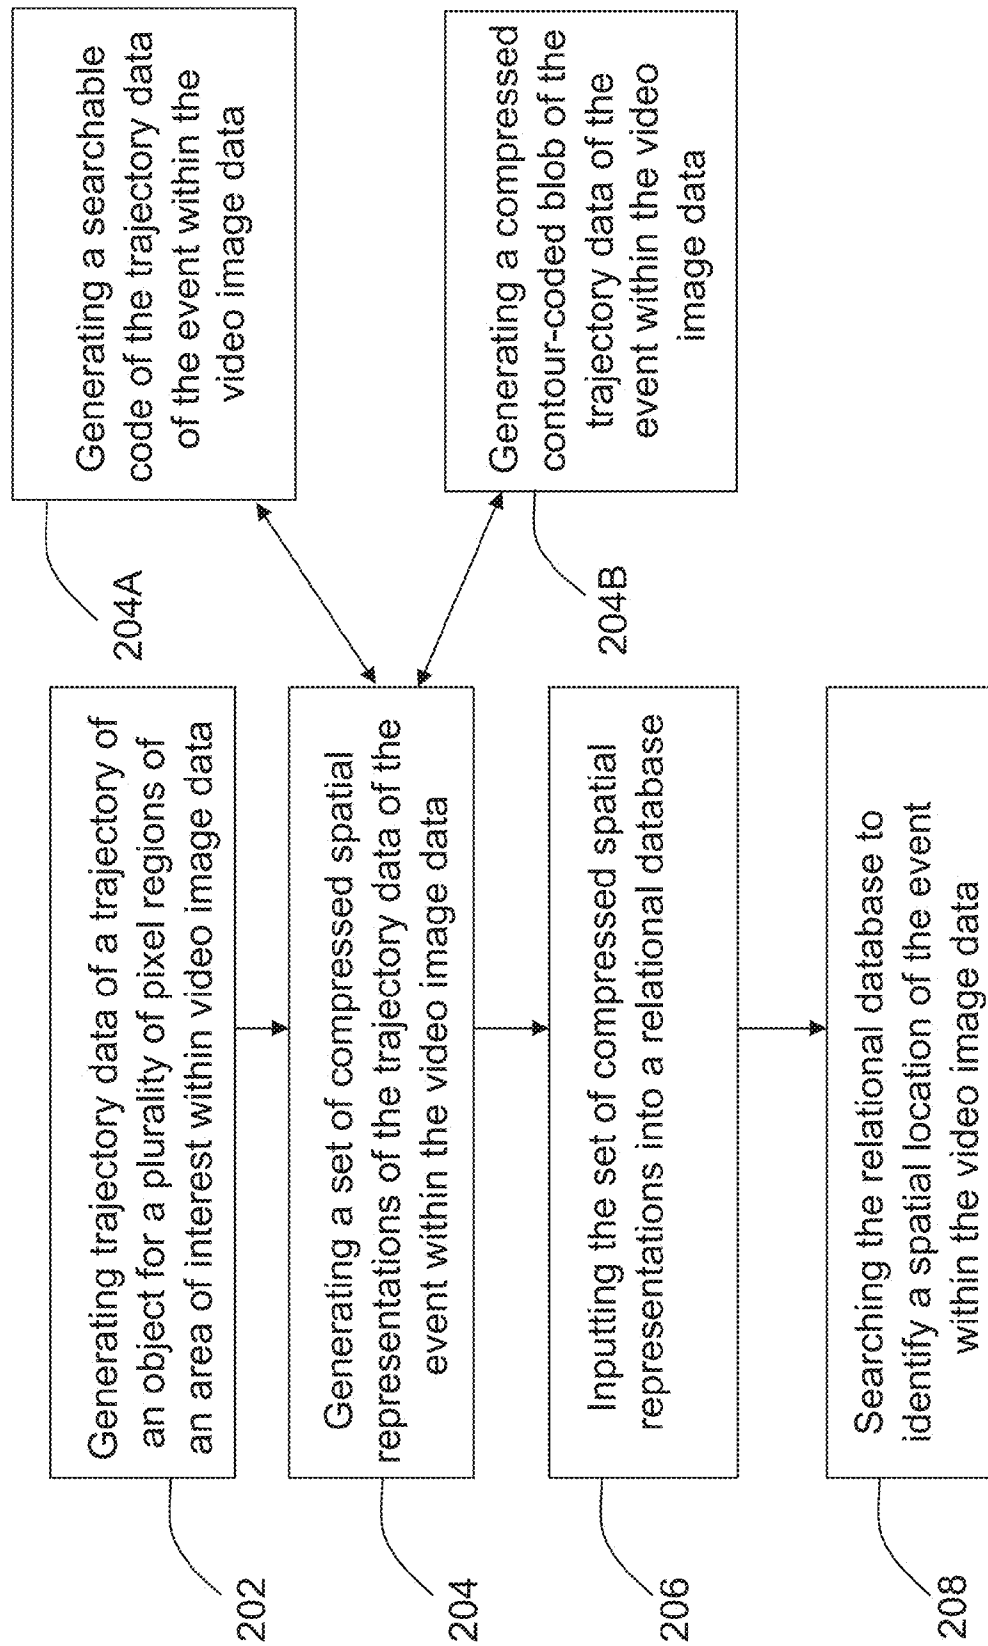 202
Generating trajectory data of a trajectory of
an object for a plurality of pixel regions of
an area of interest within video image data
204
Generating a set of compressed spatial
representations of the trajectory data of the
event within the video image data
204A
Generating a searchable
code of the trajectory data
of the event within the
video image data
204B
Generating a compressed
contour-coded blob of the
trajectory data of the
event within the video
image data
206
Inputting the set of compressed spatial
representations into a relational database
208
Searching the relational database to
identify a spatial location of the event
within the video image data